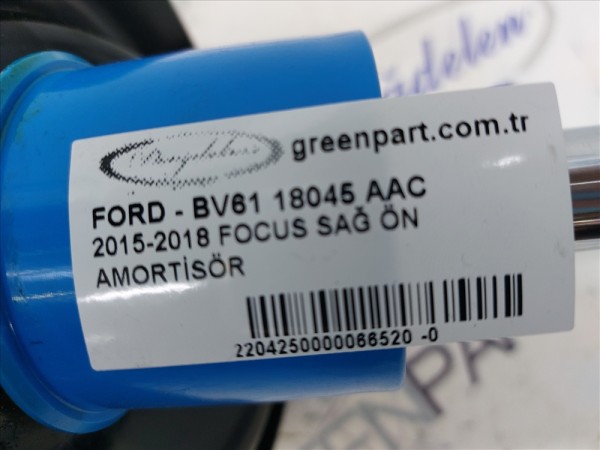 greenpart.com.tr
FORD - BV61 18045 AAC
2015-2018 FOCUS SAĞ ÖN
AMORTİSÖR
2204250000066520 -0